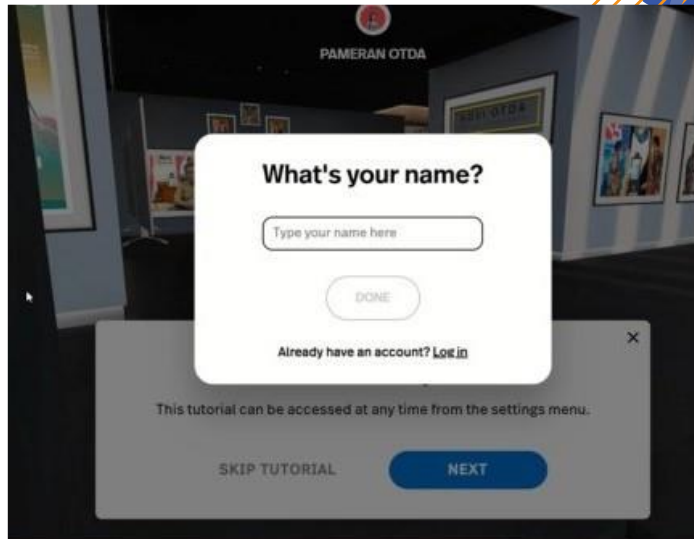 PAMERAN OTDA
What's your name?
Type your name here
DONE
Already have an account? Log in
This tutorial can be accessed at any time from the settings menu.
SKIP TUTORIAL
NEXT